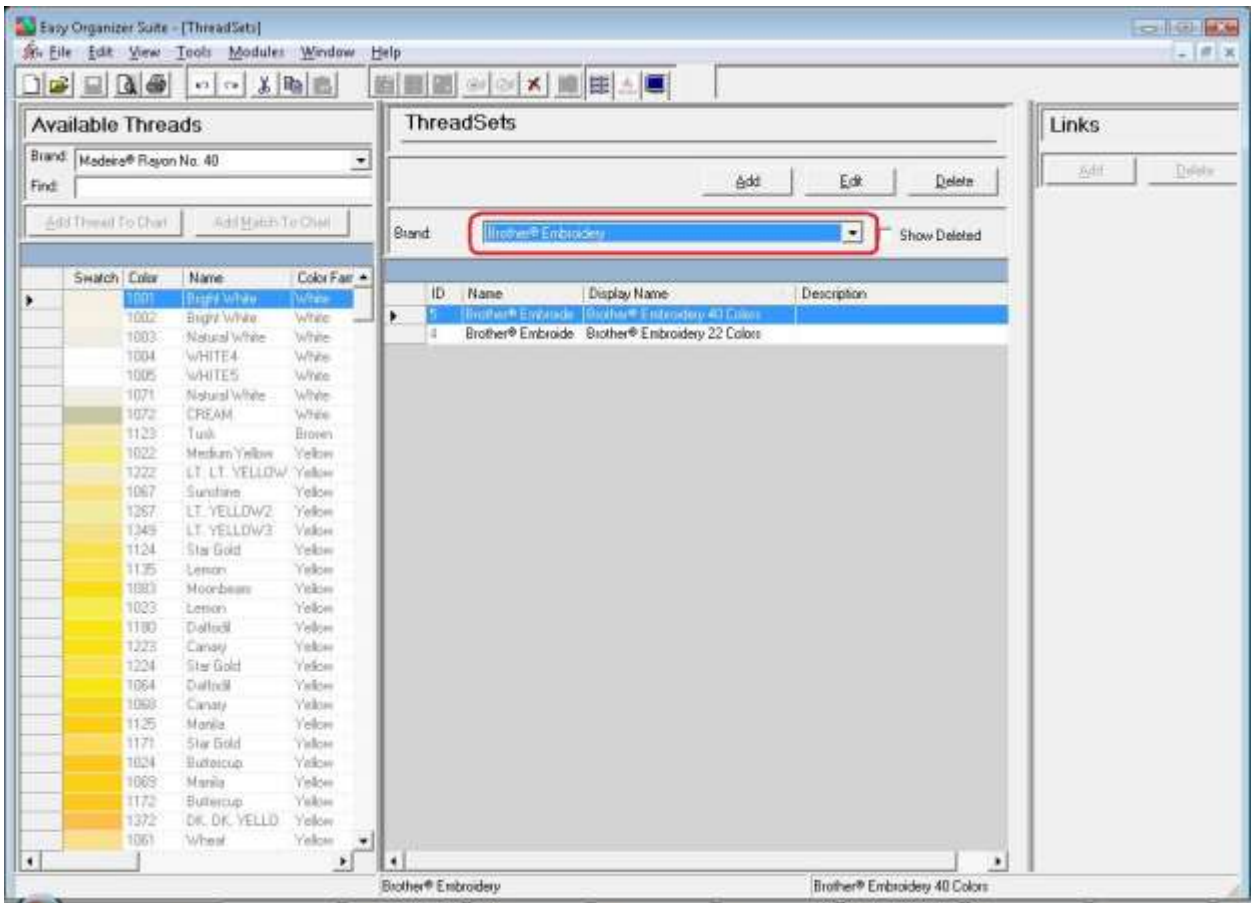 Easy Organizer Suite - [ThreadSets]
File Edit View Tools Modules Window Help
Available Threads
Brand: Madeira® Rayon No. 40
Find:
Add Thread To Chart Add Match To Chart
Swatch Color Name Color Fam
1001 Bright White White
1002 Bright White White
1003 Natural White White
1004 WHITE4 White
1005 WHITE5 White
1071 Natural White White
1072 CREAM White
1123 Tusk Brown
1022 Medium Yellow Yellow
1222 LT. LT. YELLOW Yellow
1067 Sunshine Yellow
1267 LT. YELLOW2 Yellow
1349 LT. YELLOW3 Yellow
1124 Star Gold Yellow
1135 Lemon Yellow
1083 Moonbeam Yellow
1023 Lemon Yellow
1180 Daffodil Yellow
1223 Canary Yellow
1224 Star Gold Yellow
1064 Daffodil Yellow
1068 Canary Yellow
1125 Manila Yellow
1171 Star Gold Yellow
1024 Buttercup Yellow
1069 Manila Yellow
1172 Buttercup Yellow
1372 DK. DK. YELLO Yellow
1061 Wheat Yellow
ThreadSets
Add Edit Delete
Brand: Brother® Embroidery Show Deleted
ID Name Display Name Description
5 Brother® Embroide Brother® Embroidery 40 Colors
4 Brother® Embroide Brother® Embroidery 22 Colors
Links
Add Delete
Brother® Embroidery Brother® Embroidery 40 Colors